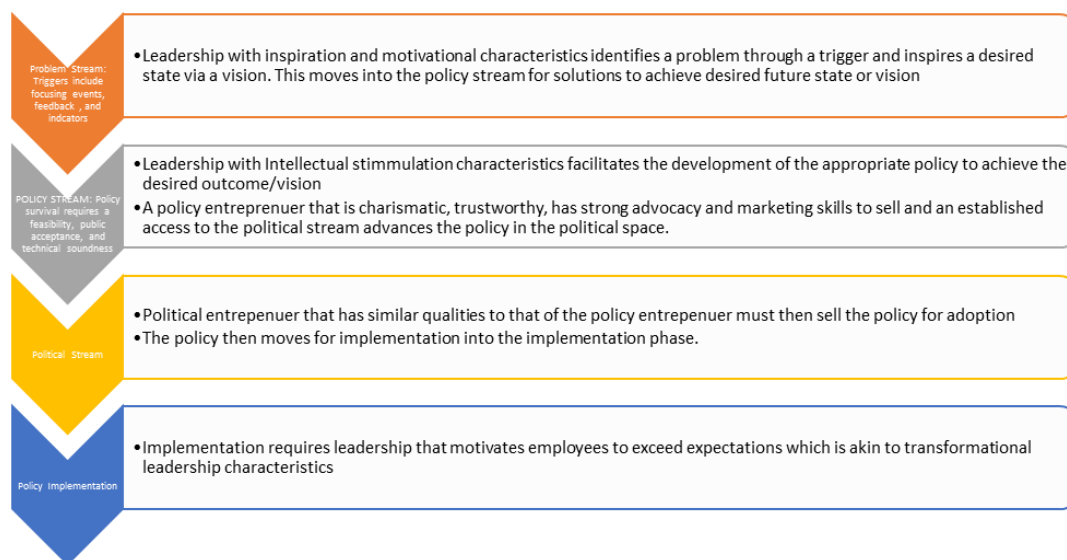 Problem Stream:
Triggers include
focusing events,
feedback , and
indcators
•Leadership with inspiration and motivational characteristics identifies a problem through a trigger and inspires a desired
state via a vision. This moves into the policy stream for solutions to achieve desired future state or vision
POLICY STREAM: Policy
survival requires a
feasibility, public
acceptance, and
technical soundness
•Leadership with Intellectual stimmulation characteristics facilitates the development of the appropriate policy to achieve the
desired outcome/vision
•A policy entreprenuer that is charismatic, trustworthy, has strong advocacy and marketing skills to sell and an established
access to the political stream advances the policy in the political space.
Political Stream
•Political entrepenuer that has similar qualities to that of the policy entrepenuer must then sell the policy for adoption
•The policy then moves for implementation into the implementation phase.
Policy Implementation
•Implementation requires leadership that motivates employees to exceed expectations which is akin to transformational
leadership characteristics